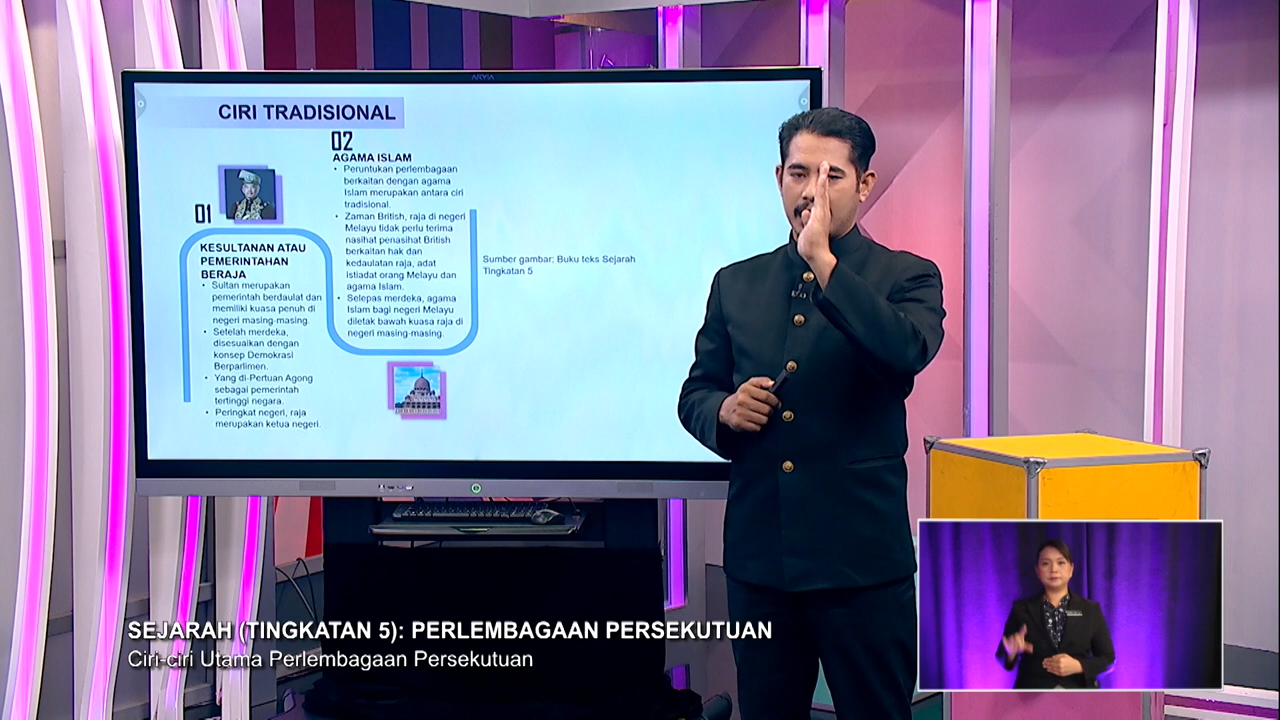 CIRI TRADISIONAL
01
KESULTANAN ATAU
PEMERINTAHAN
BERAJA
• Sultan merupakan
pemerintah berdaulat dan
memiliki kuasa penuh di
negeri masing-masing.
• Setelah merdeka,
disesuaikan dengan
konsep Demokrasi
Berparlimen.
• Yang di-Pertuan Agong
sebagai pemerintah
tertinggi negara.
• Peringkat negeri, raja
merupakan ketua negeri.
02
AGAMA ISLAM
• Peruntukan perlembagaan
berkaitan dengan agama
Islam merupakan antara ciri
tradisional.
• Zaman British, raja di negeri
Melayu tidak perlu terima
nasihat penasihat British
berkaitan hak dan
kedaulatan raja, adat
istiadat orang Melayu dan
agama Islam.
• Selepas merdeka, agama
Islam bagi negeri Melayu
diletak bawah kuasa raja di
negeri masing-masing.
Sumber gambar: Buku teks Sejarah
Tingkatan 5
SEJARAH (TINGKATAN 5): PERLEMBAGAAN PERSEKUTUAN
Ciri-ciri Utama Perlembagaan Persekutuan